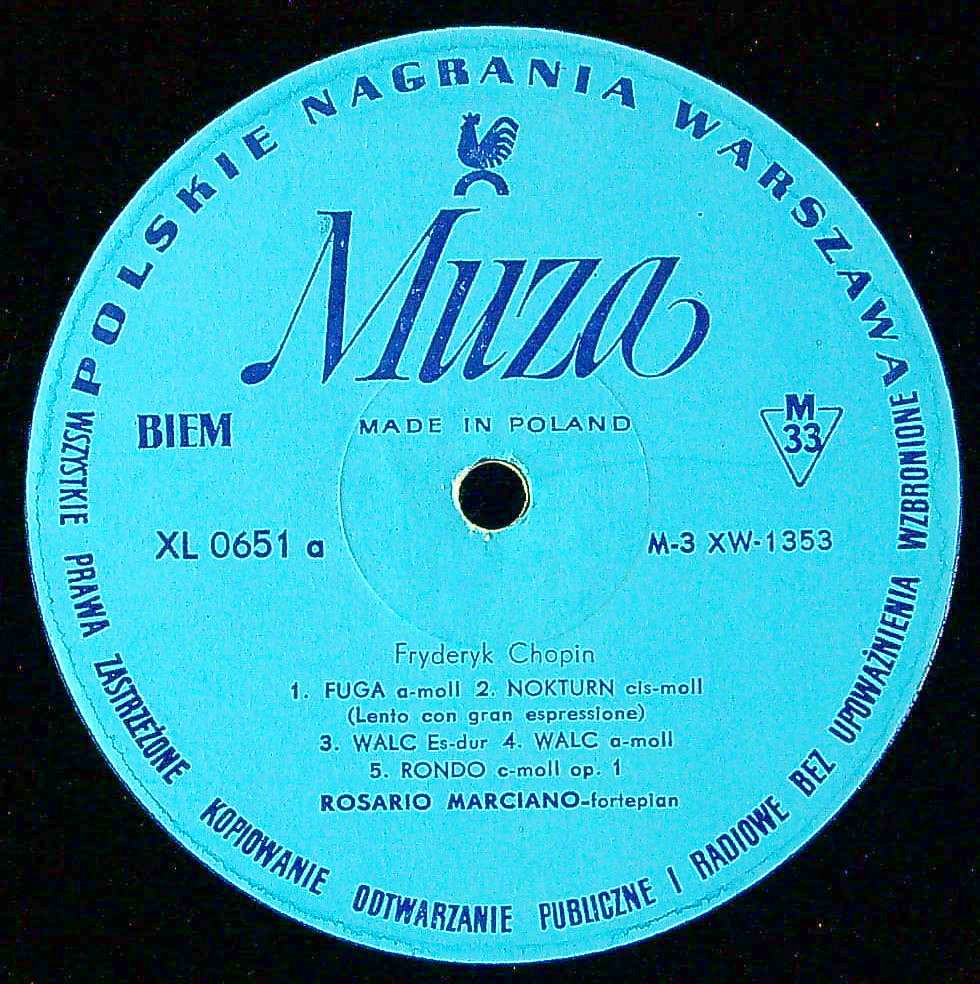 POLSKIE NAGRANIA WARSZAWA
Muza
MADE IN POLAND
BIEM
M
33
XL 0651 a
M-3 XW-1353
Fryderyk Chopin
1. FUGA a-moll 2. NOKTURN cis-moll
(Lento con gran espressione)
3. WALC Es-dur 4. WALC a-moll
5. RONDO c-moll op. 1
ROSARIO MARCIANO-fortepian
WSZYSTKIE PRAWA ZASTRZEŻONE KOPIOWANIE ODTWARZANIE PUBLICZNE I RADIOWE BEZ UPOWAŻNIENIA WZBRONIONE